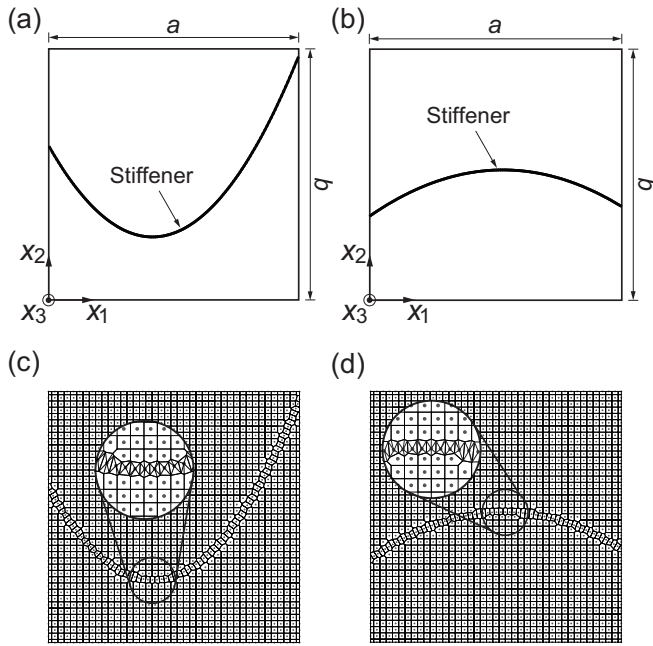 (a)
(b)
a
a
Stiffener
Stiffener
b
b
x2
x2
x3
x1
x3
x1
(c)
(d)